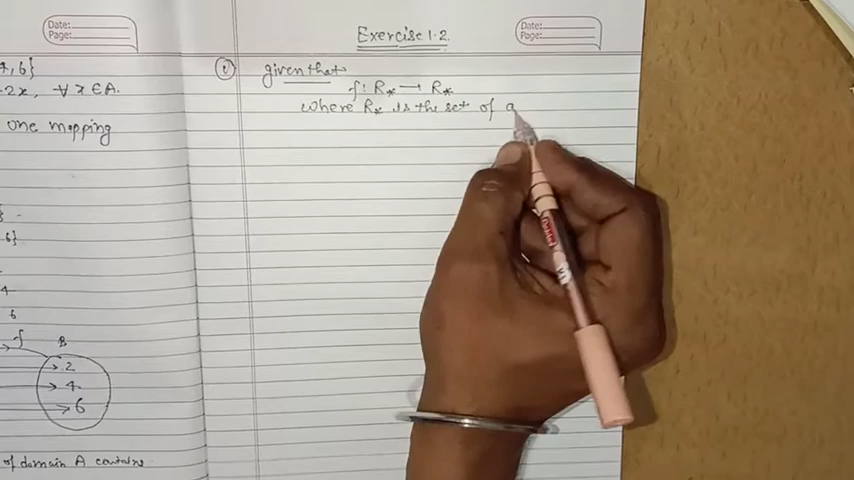 Date:
Page:
Exercise 1.2
Date:
Page:
,6}
2x, ∀ x ∈ A.
one mapping
6}
4
6
f B
2
4
6
of domain A contains
① given that
f: R* → R*
where R* is the set of a